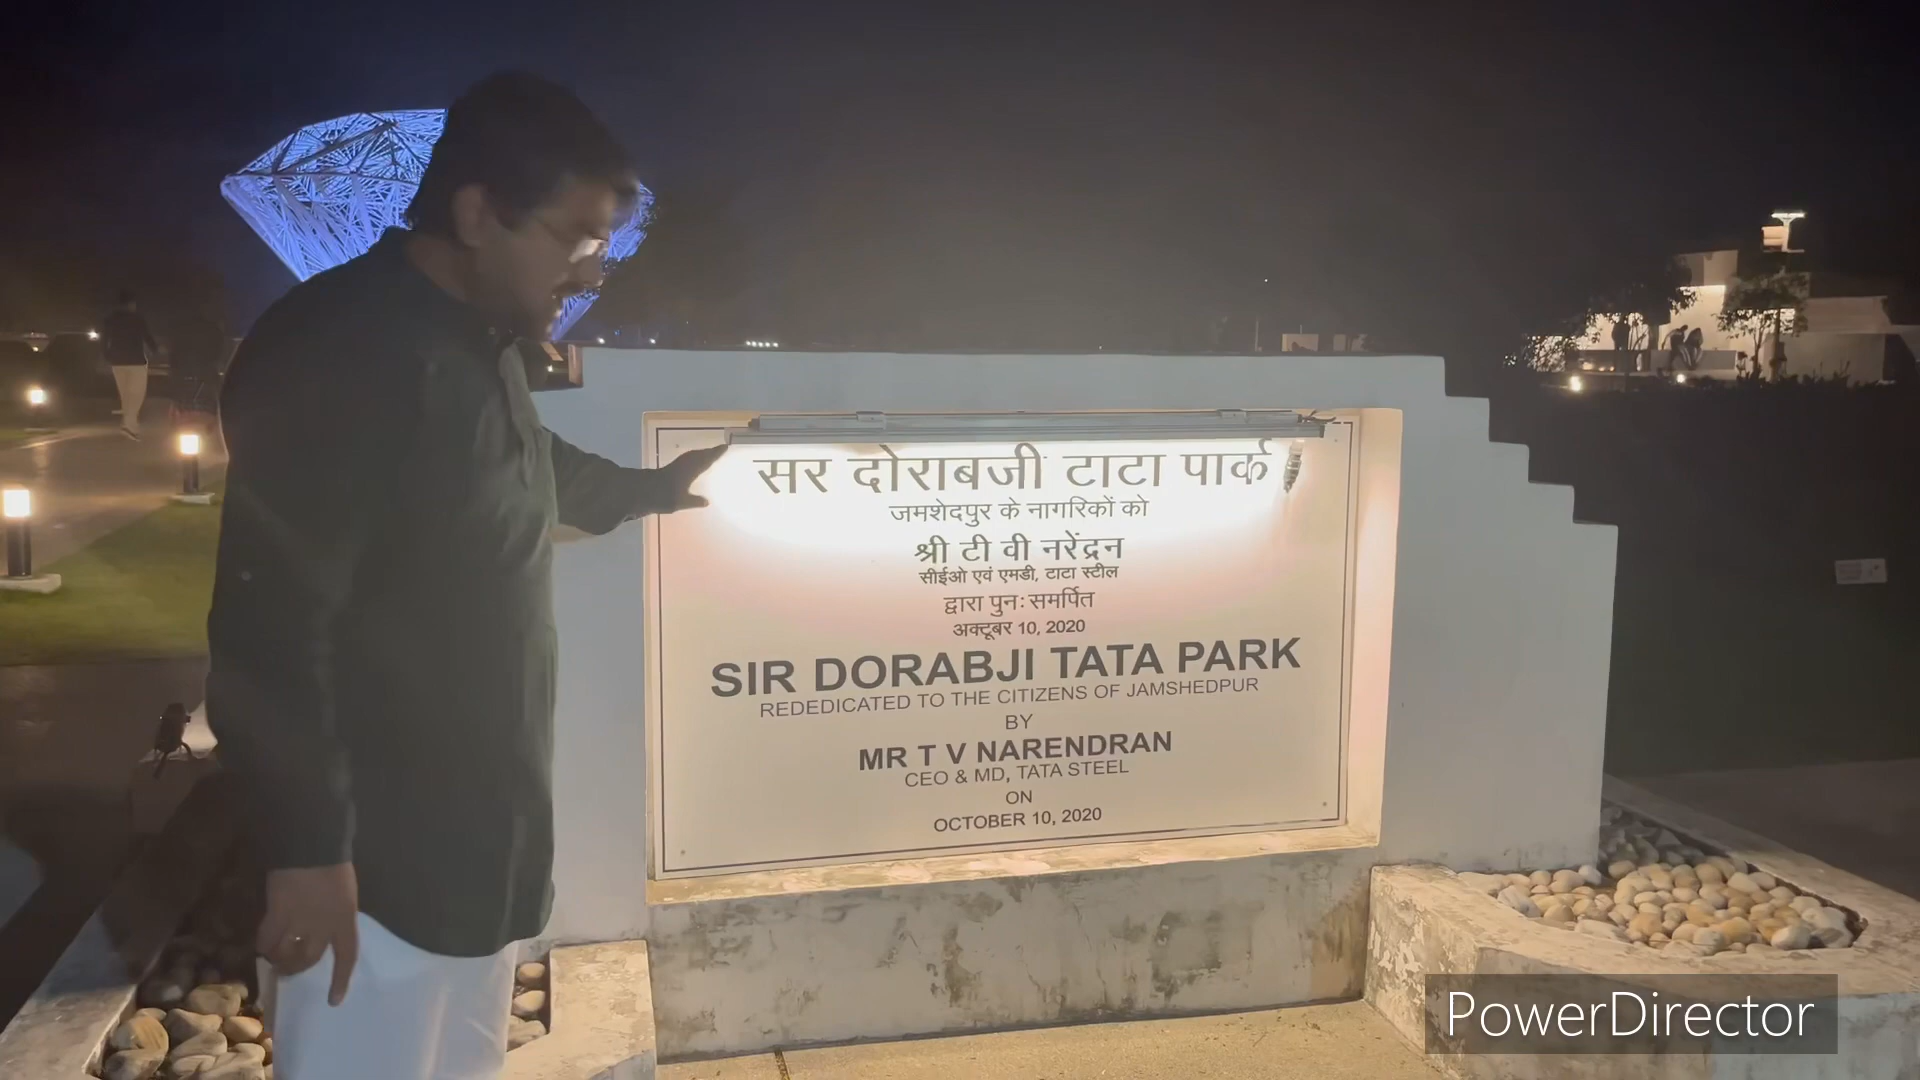 सर दोराबजी टाटा पार्क
जमशेदपुर के नागरिकों को
श्री टी वी नरेंद्रन
सीईओ एवं एमडी, टाटा स्टील
द्वारा पुन: समर्पित
अक्टूबर 10, 2020
SIR DORABJI TATA PARK
REDEDICATED TO THE CITIZENS OF JAMSHEDPUR
BY
MR T V NARENDRAN
CEO & MD, TATA STEEL
ON
OCTOBER 10, 2020
PowerDirector